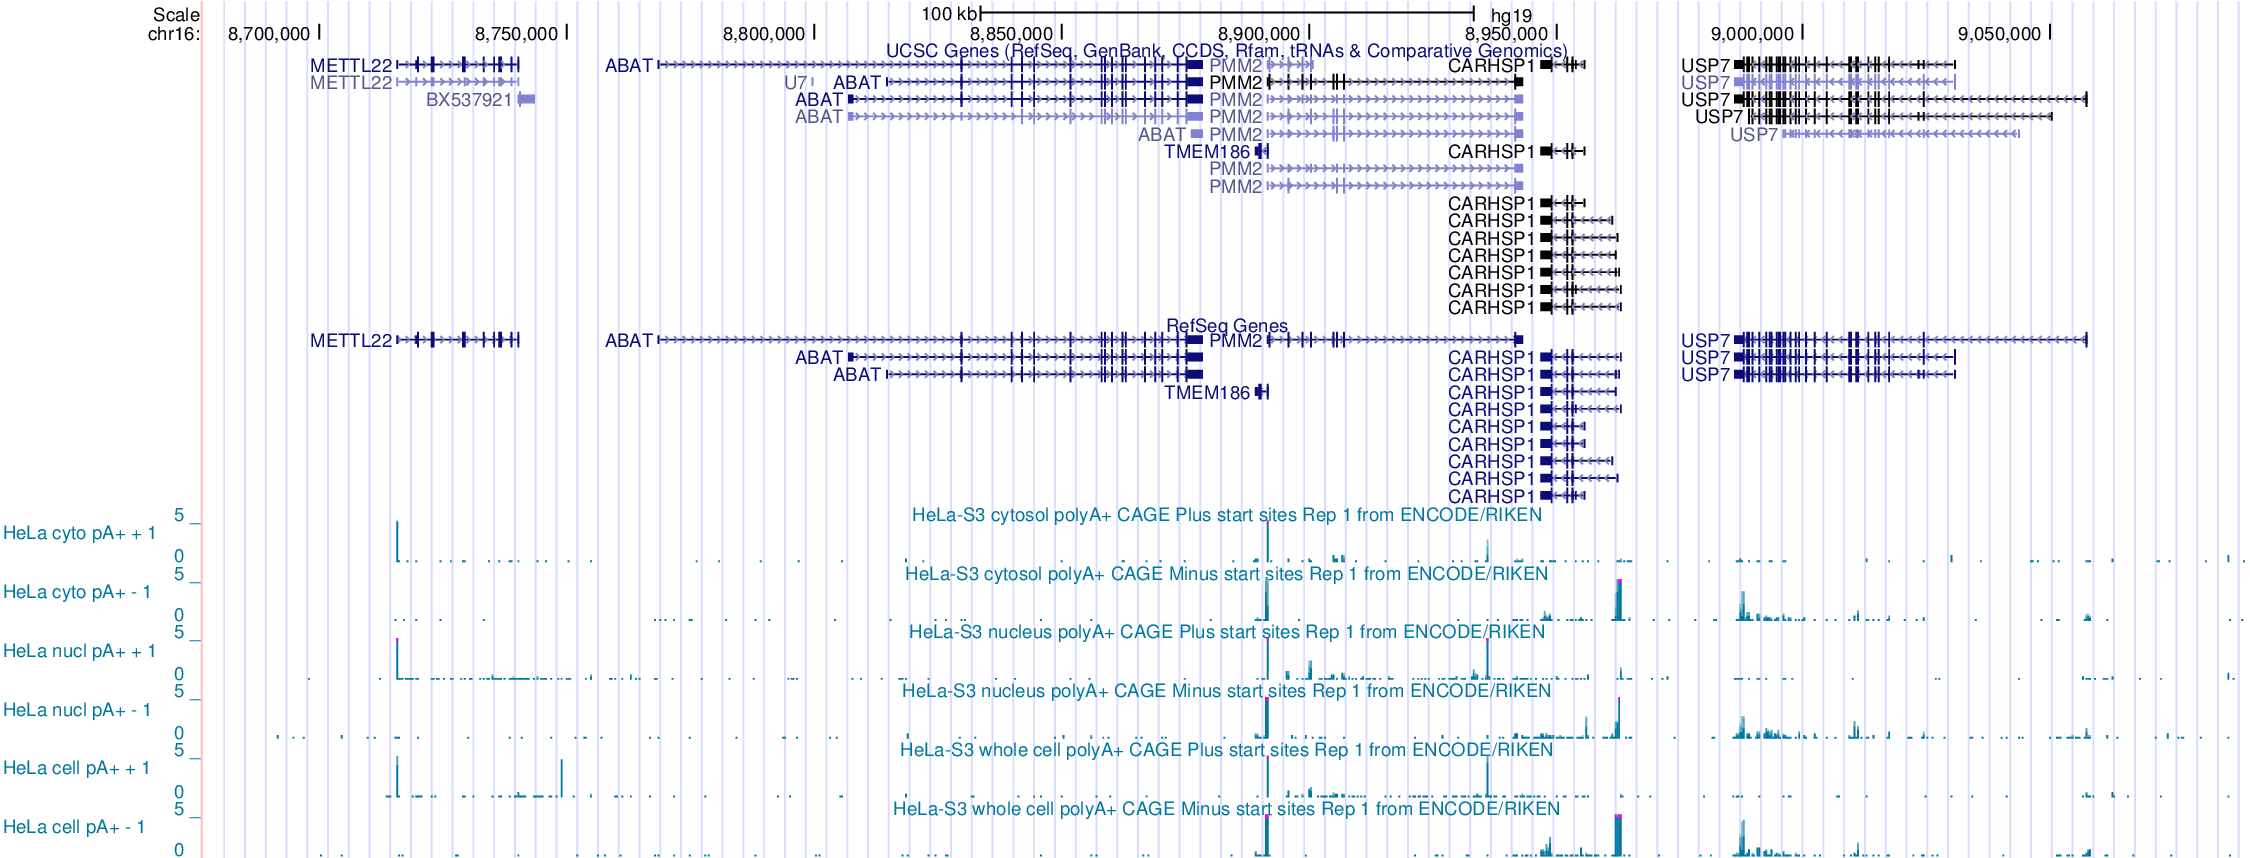 Scale 100 kb hg19
chr16: 8,700,000 8,750,000 8,800,000 8,850,000 8,900,000 8,950,000 9,000,000 9,050,000
UCSC Genes (RefSeq, GenBank, CCDS, Rfam, tRNAs & Comparative Genomics)
METTL22 ABAT PMM2 CARHSP1 USP7
METTL22 U7 ABAT PMM2 USP7
BX537921 ABAT PMM2 USP7
ABAT PMM2 USP7
ABAT PMM2 USP7
TMEM186 CARHSP1
PMM2
PMM2
CARHSP1
CARHSP1
CARHSP1
CARHSP1
CARHSP1
CARHSP1
CARHSP1
RefSeq Genes
METTL22 ABAT PMM2 USP7
ABAT CARHSP1 USP7
ABAT CARHSP1 USP7
TMEM186 CARHSP1
CARHSP1
CARHSP1
CARHSP1
CARHSP1
CARHSP1
CARHSP1
5 HeLa-S3 cytosol polyA+ CAGE Plus start sites Rep 1 from ENCODE/RIKEN
HeLa cyto pA+ + 1
0
5 HeLa-S3 cytosol polyA+ CAGE Minus start sites Rep 1 from ENCODE/RIKEN
HeLa cyto pA+ - 1
0
5 HeLa-S3 nucleus polyA+ CAGE Plus start sites Rep 1 from ENCODE/RIKEN
HeLa nucl pA+ + 1
0
5 HeLa-S3 nucleus polyA+ CAGE Minus start sites Rep 1 from ENCODE/RIKEN
HeLa nucl pA+ - 1
0
5 HeLa-S3 whole cell polyA+ CAGE Plus start sites Rep 1 from ENCODE/RIKEN
HeLa cell pA+ + 1
0
5 HeLa-S3 whole cell polyA+ CAGE Minus start sites Rep 1 from ENCODE/RIKEN
HeLa cell pA+ - 1
0